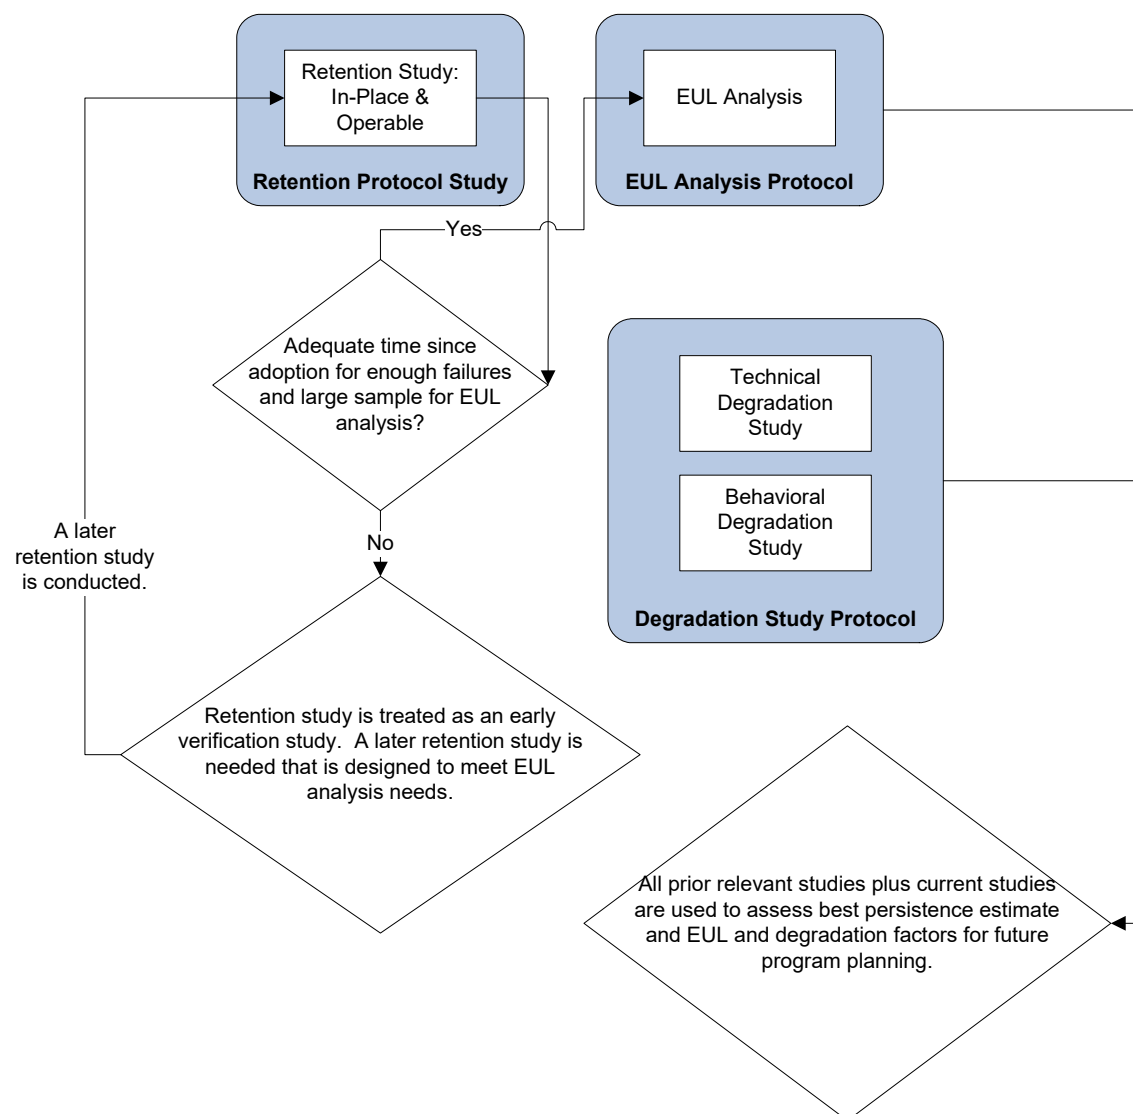 Retention Study:
In-Place &
Operable
Retention Protocol Study
EUL Analysis
EUL Analysis Protocol
Yes
Adequate time since
adoption for enough failures
and large sample for EUL
analysis?
Technical
Degradation
Study
Behavioral
Degradation
Study
Degradation Study Protocol
A later
retention study
is conducted.
No
Retention study is treated as an early
verification study.  A later retention study is
needed that is designed to meet EUL
analysis needs.
All prior relevant studies plus current studies
are used to assess best persistence estimate
and EUL and degradation factors for future
program planning.